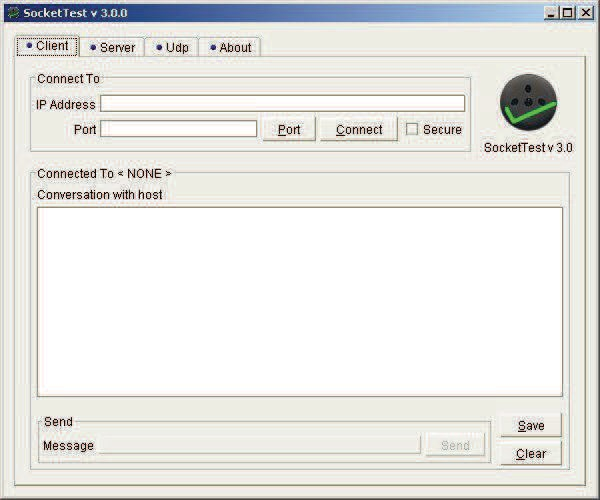 SocketTest v 3.0.0
Client Server Udp About
Connect To
IP Address
Port Port Connect Secure
SocketTest v 3.0
Connected To < NONE >
Conversation with host
Send
Message Send
Save
Clear